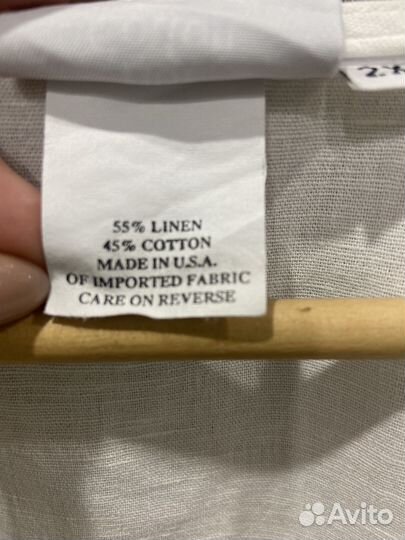 55% LINEN
45% COTTON
MADE IN U.S.A.
OF IMPORTED FABRIC
CARE ON REVERSE
Avito